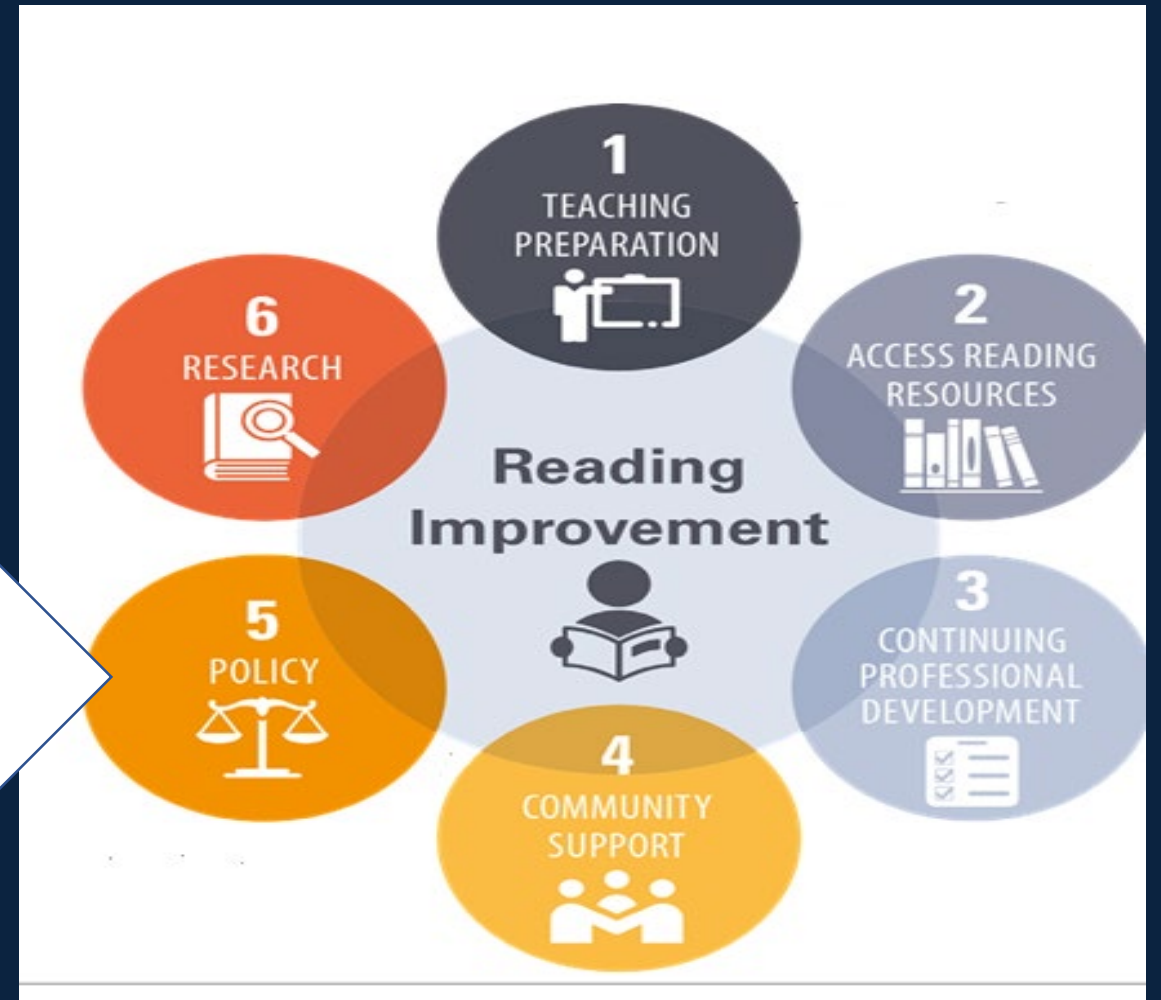 1
TEACHING
PREPARATION
2
ACCESS READING
RESOURCES
3
CONTINUING
PROFESSIONAL
DEVELOPMENT
4
COMMUNITY
SUPPORT
5
POLICY
6
RESEARCH
Reading
Improvement